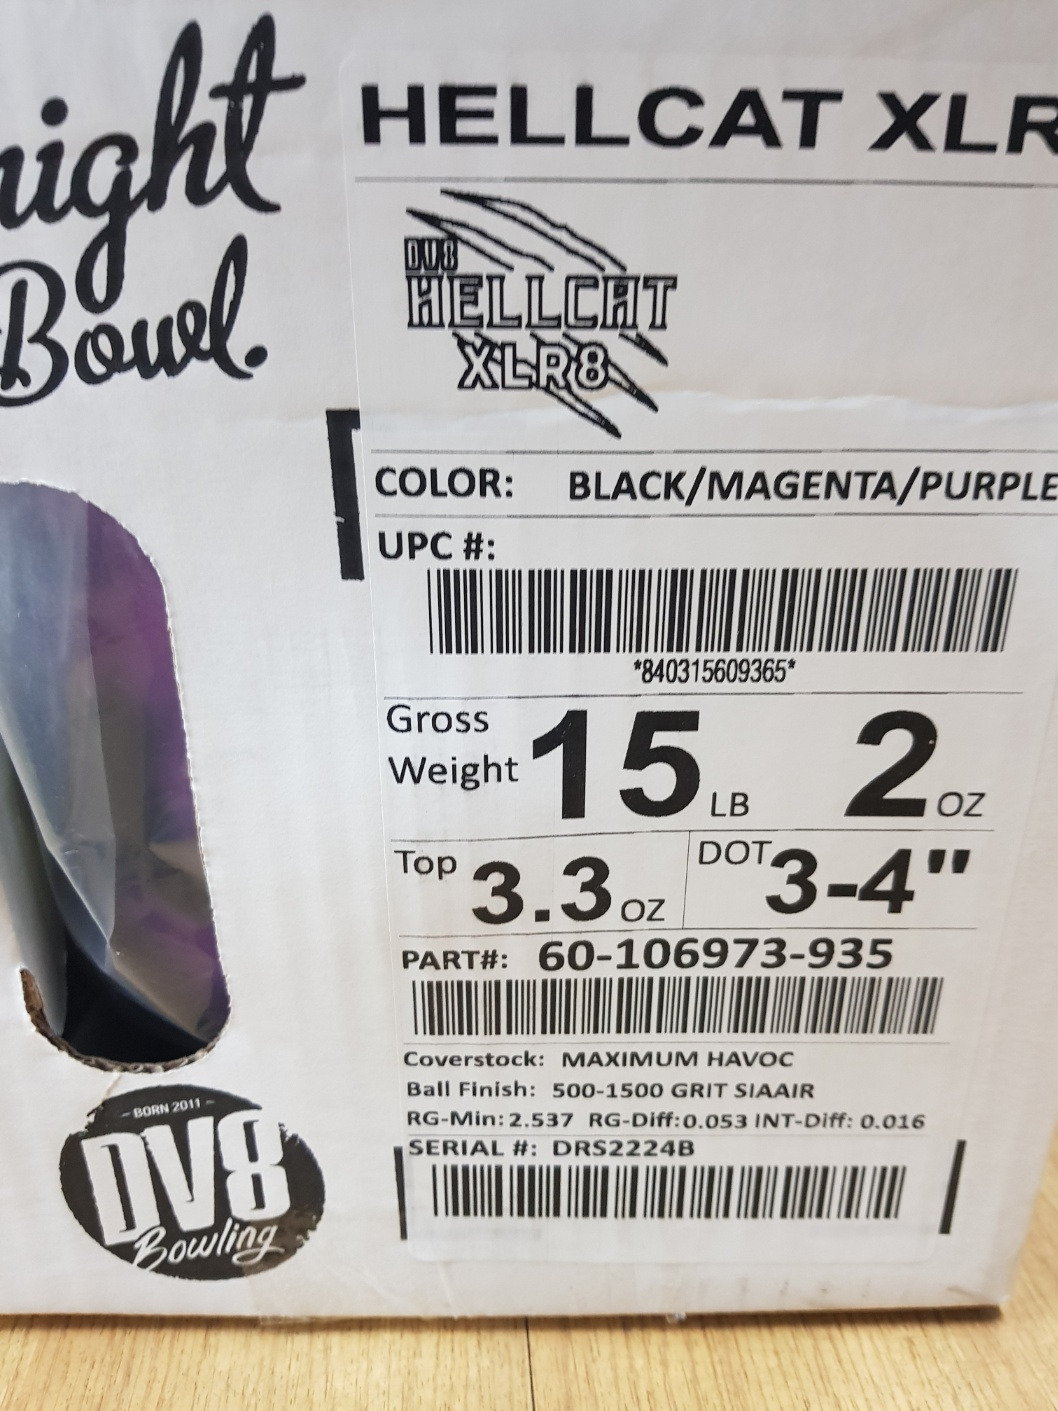 night
Bowl.
HELLCAT XLR
DV8
HELLCAT
XLR8
COLOR: BLACK/MAGENTA/PURPLE
UPC #:
*840315609365*
Gross Weight 15 LB 2 OZ
Top 3.3 OZ DOT 3-4"
PART#: 60-106973-935
Coverstock: MAXIMUM HAVOC
Ball Finish: 500-1500 GRIT SIAAIR
RG-Min: 2.537 RG-Diff:0.053 INT-Diff: 0.016
SERIAL #: DRS2224B
- BORN 2011 -
DV8
Bowling